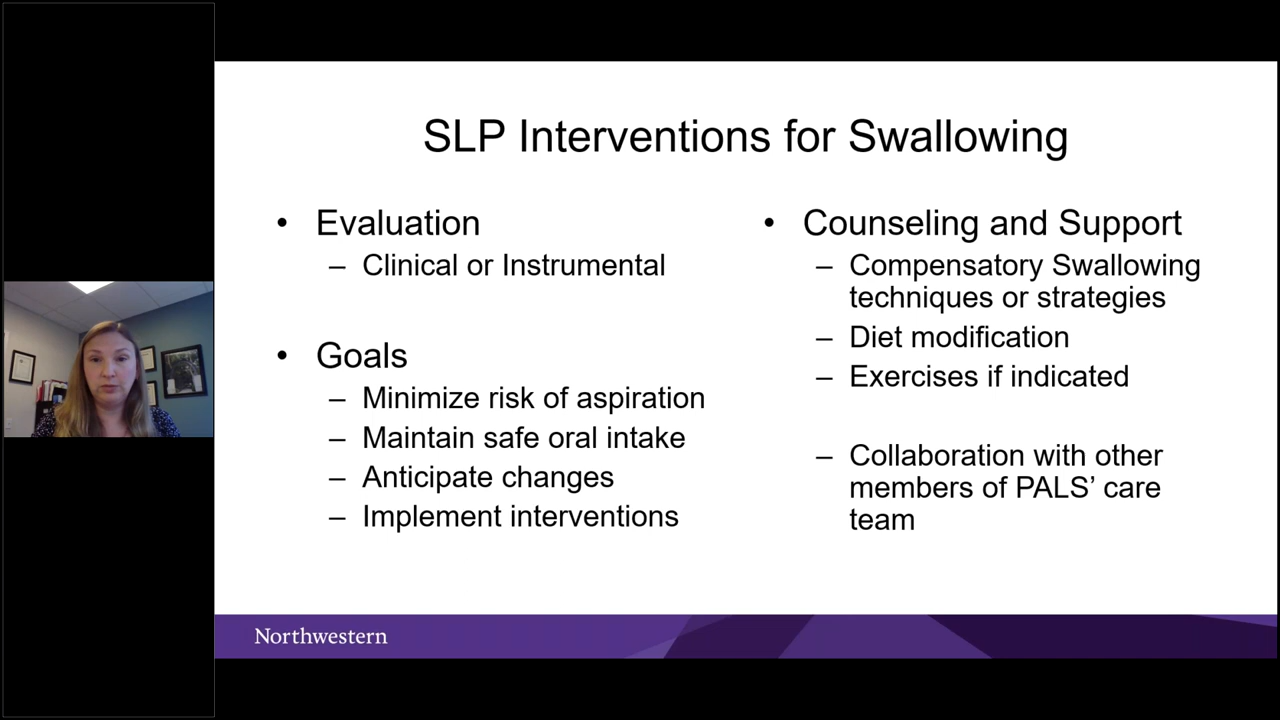 SLP Interventions for Swallowing
• Evaluation
– Clinical or Instrumental
• Goals
– Minimize risk of aspiration
– Maintain safe oral intake
– Anticipate changes
– Implement interventions
• Counseling and Support
– Compensatory Swallowing
techniques or strategies
– Diet modification
– Exercises if indicated
– Collaboration with other
members of PALS’ care
team
Northwestern